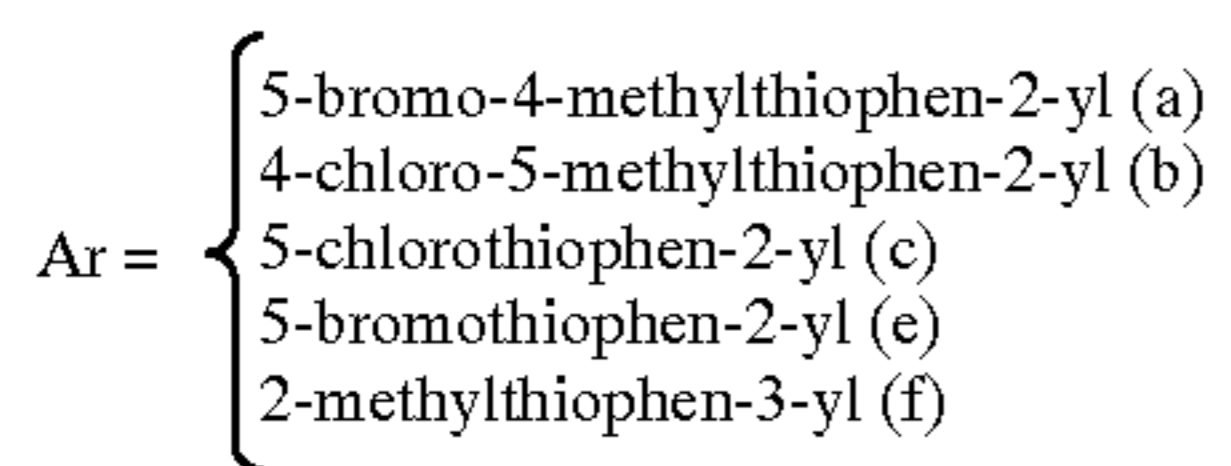 5-bromo-4-methylthiophen-2-yl (a)
4-chloro-5-methylthiophen-2-yl (b)
Ar = 5-chlorothiophen-2-yl (c)
5-bromothiophen-2-yl (e)
2-methylthiophen-3-yl (f)